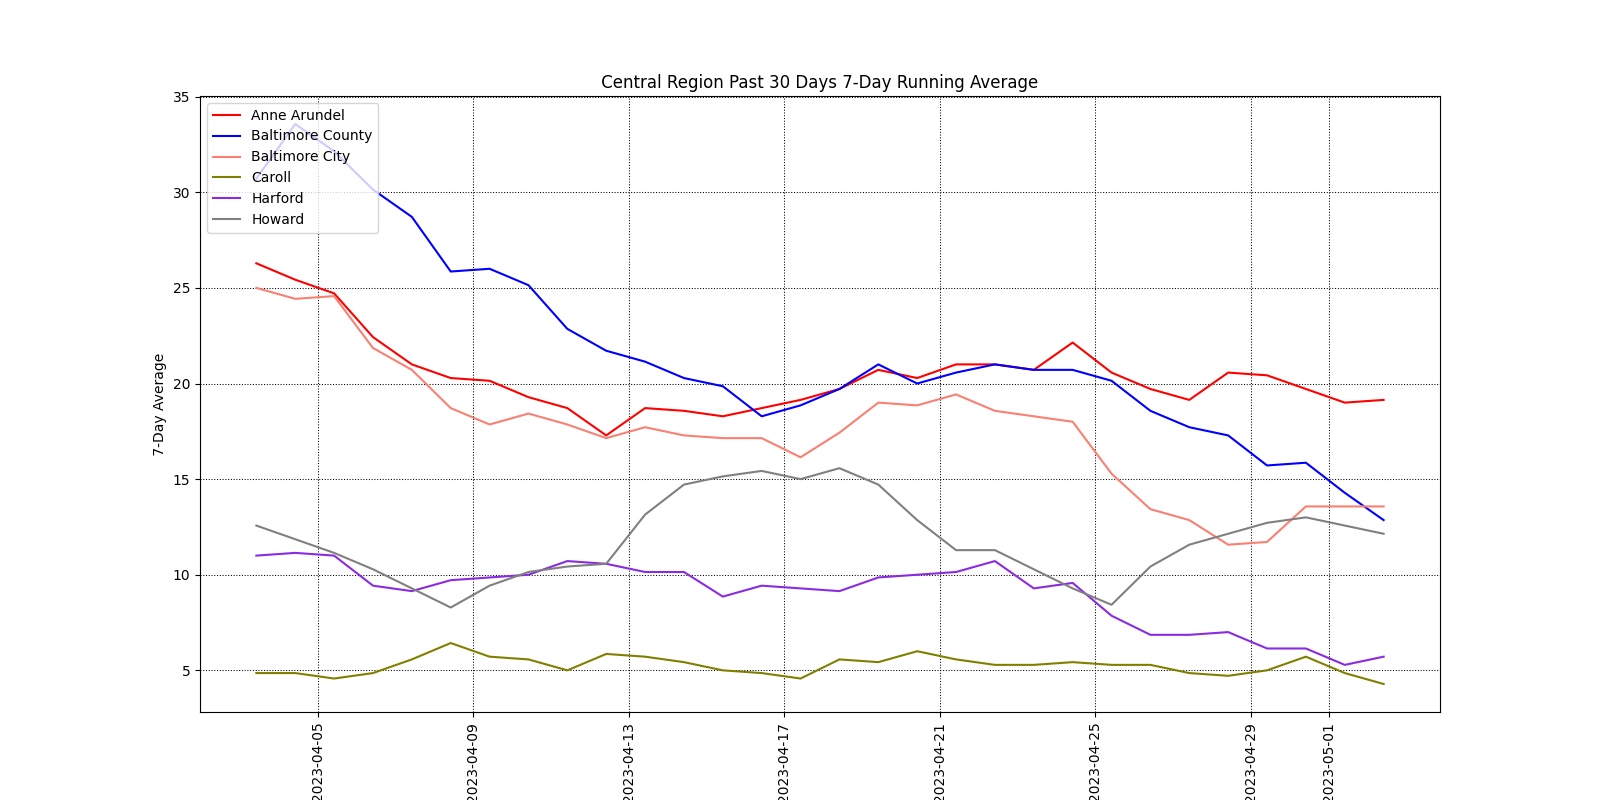 Central Region Past 30 Days 7-Day Running Average
Anne Arundel
Baltimore County
Baltimore City
Caroll
Harford
Howard
7-Day Average
35
30
25
20
15
10
5
2023-04-05
2023-04-09
2023-04-13
2023-04-17
2023-04-21
2023-04-25
2023-04-29
2023-05-01